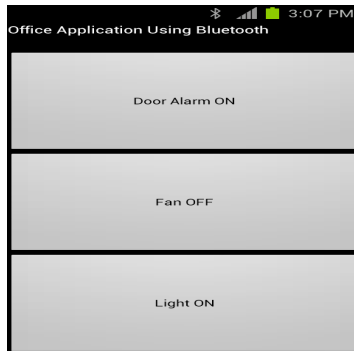 3:07 PM
Office Application Using Bluetooth
Door Alarm ON
Fan OFF
Light ON